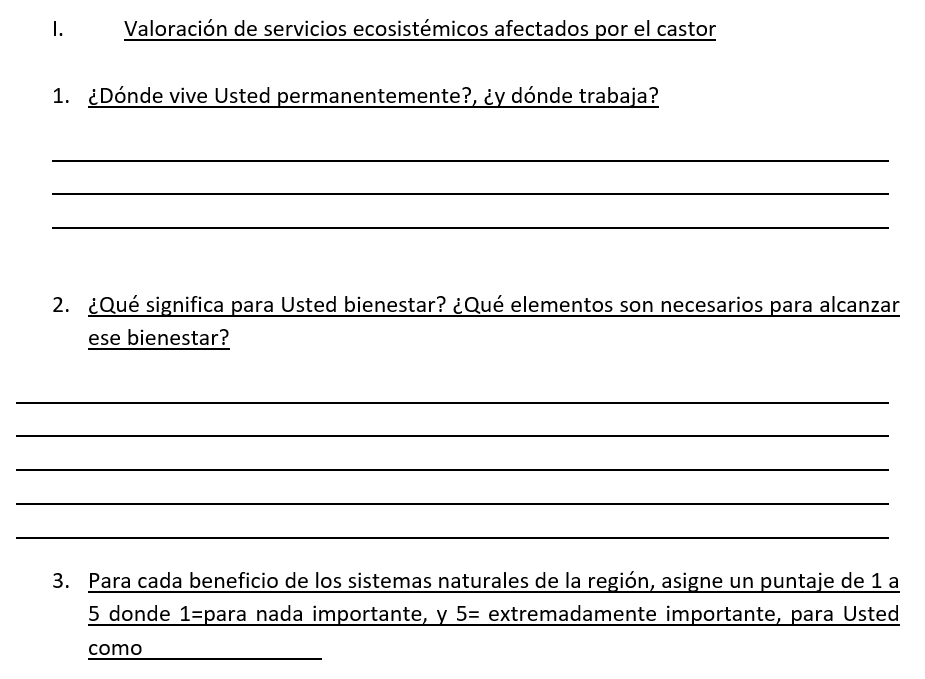 I. Valoración de servicios ecosistémicos afectados por el castor
1. ¿Dónde vive Usted permanentemente?, ¿y dónde trabaja?
2. ¿Qué significa para Usted bienestar? ¿Qué elementos son necesarios para alcanzar
ese bienestar?
3. Para cada beneficio de los sistemas naturales de la región, asigne un puntaje de 1 a
5 donde 1=para nada importante, y 5= extremadamente importante, para Usted
como